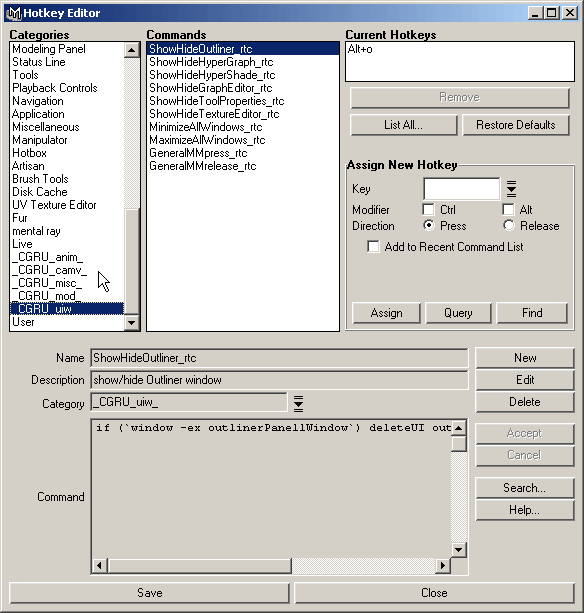 Hotkey Editor
Categories
Modeling Panel
Status Line
Tools
Playback Controls
Navigation
Application
Miscellaneous
Manipulator
Hotbox
Artisan
Brush Tools
Disk Cache
UV Texture Editor
Fur
mental ray
Live
_CGRU_anim_
_CGRU_camv_
_CGRU_misc_
_CGRU_mod_
_CGRU_uiw_
User
Commands
ShowHideOutliner_rtc
ShowHideHyperGraph_rtc
ShowHideHyperShade_rtc
ShowHideGraphEditor_rtc
ShowHideToolProperties_rtc
ShowHideTextureEditor_rtc
MinimizeAllWindows_rtc
MaximizeAllWindows_rtc
GeneralMMpress_rtc
GeneralMMrelease_rtc
Current Hotkeys
Alt+o
Remove
List All... Restore Defaults
Assign New Hotkey
Key
Modifier Ctrl Alt
Direction Press Release
Add to Recent Command List
Assign Query Find
Name ShowHideOutliner_rtc
Description show/hide Outliner window
Category _CGRU_uiw_
Command if (`window -ex outlinerPanel1Window`) deleteUI out
New
Edit
Delete
Accept
Cancel
Search...
Help...
Save Close